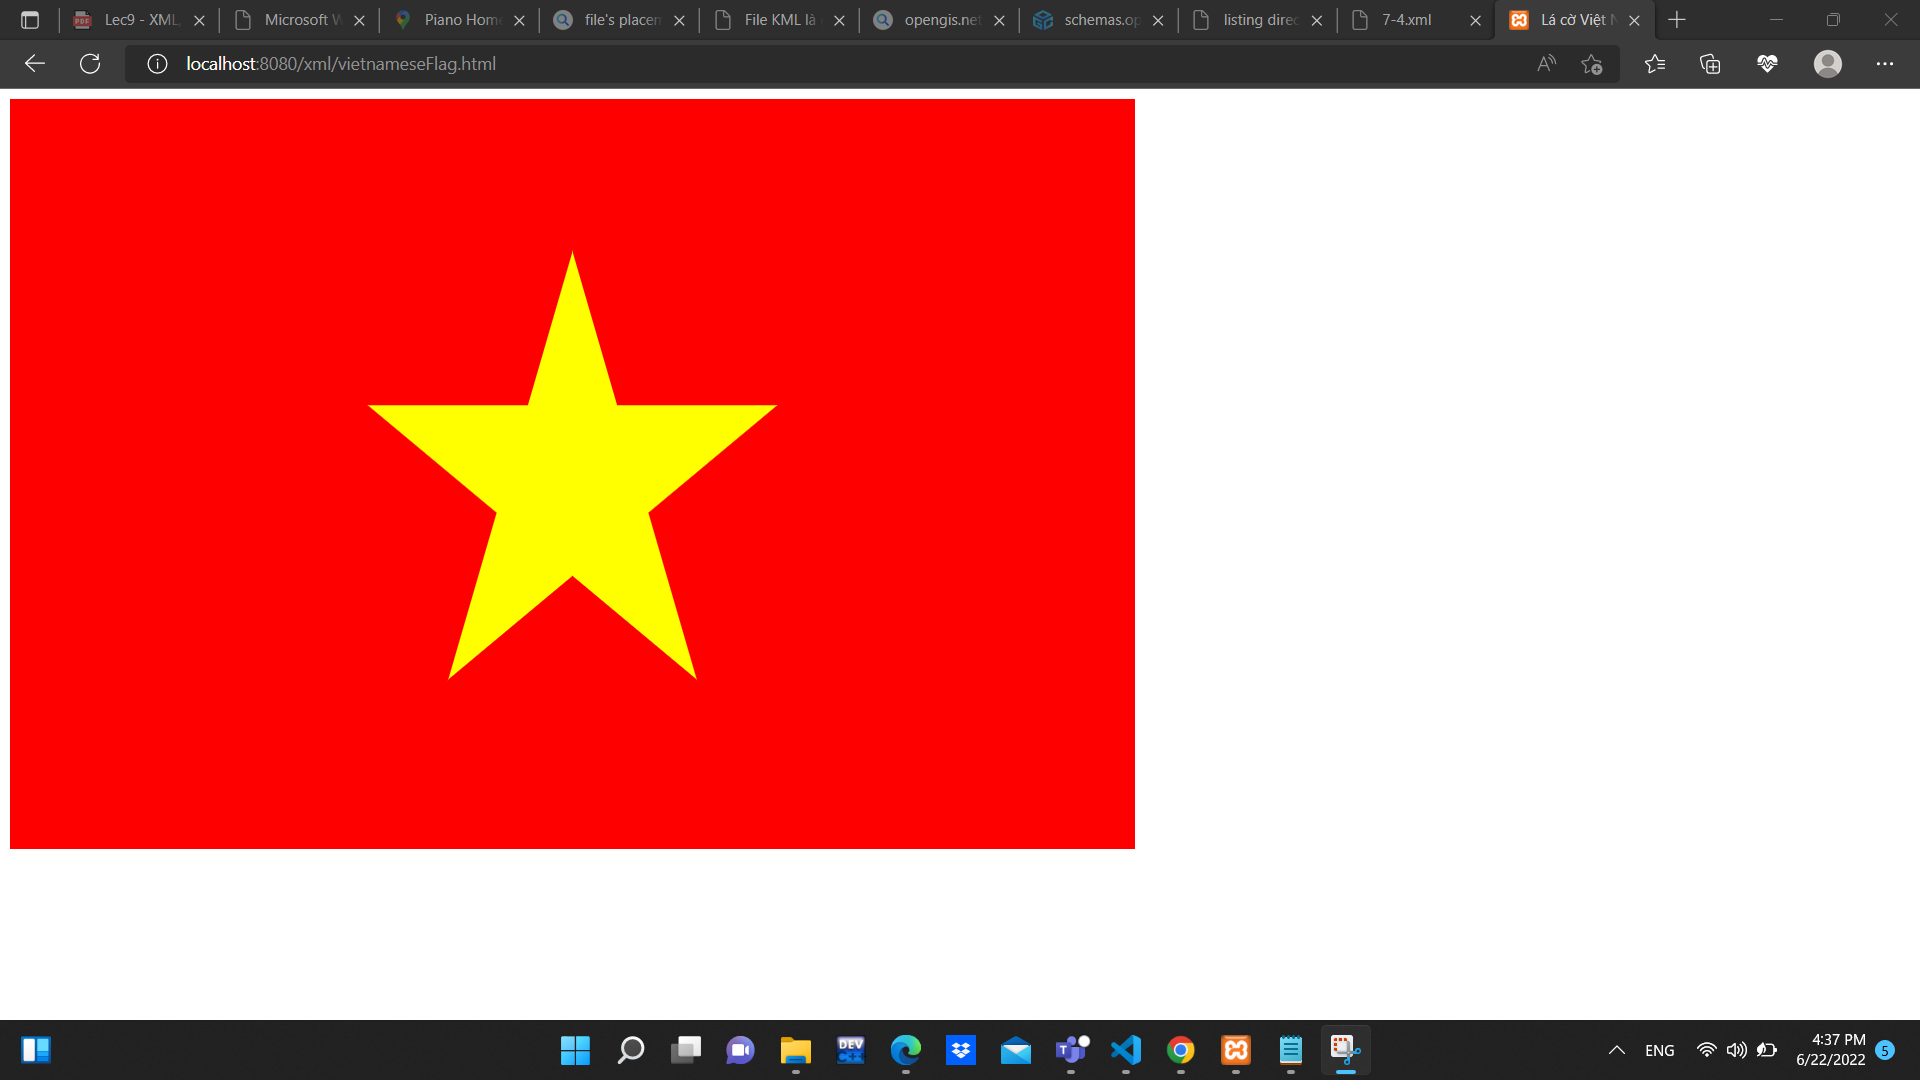 Lec9 - XML,
Microsoft W
Piano Home
file's placem
File KML là
opengis.net
schemas.op
listing direc
7-4.xml
Lá cờ Việt N
localhost:8080/xml/vietnameseFlag.html
PDF
DEV
C++
T
ENG
4:37 PM
6/22/2022
5